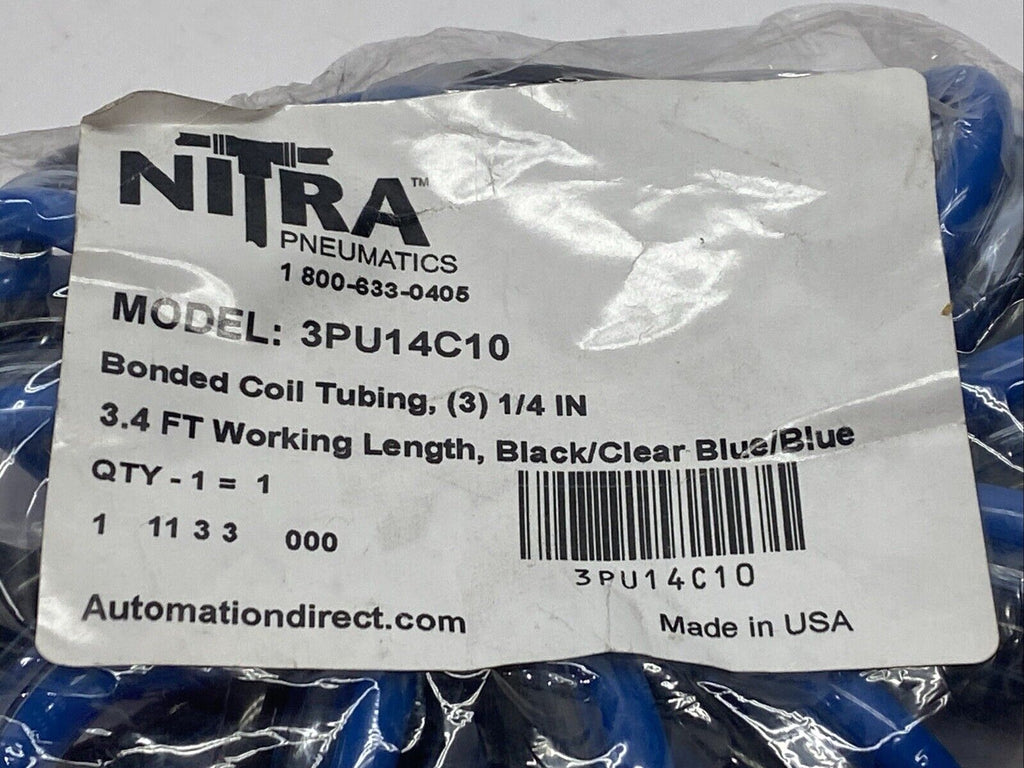 NITRA™
PNEUMATICS
1 800-633-0405
MODEL: 3PU14C10
Bonded Coil Tubing, (3) 1/4 IN
3.4 FT Working Length, Black/Clear Blue/Blue
QTY - 1 = 1
1 11 3 3 000
3PU14C10
Automationdirect.com
Made in USA